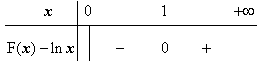 x 0 1 +∞
F(x) − ln x − 0 +